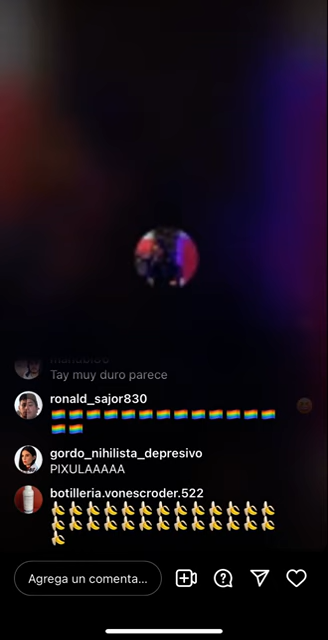 Tay muy duro parece
ronald_sajor830
🏳️‍🌈🏳️‍🌈🏳️‍🌈🏳️‍🌈🏳️‍🌈🏳️‍🌈🏳️‍🌈🏳️‍🌈🏳️‍🌈🏳️‍🌈🏳️‍🌈🏳️‍🌈🏳️‍🌈
🏳️‍🌈🏳️‍🌈
gordo_nihilista_depresivo
PIXULAAAAA
botilleria.vonescroder.522
🍌🍌🍌🍌🍌🍌🍌🍌🍌🍌🍌🍌🍌
🍌🍌🍌🍌🍌🍌🍌🍌🍌🍌🍌🍌🍌
🍌
Agrega un comenta...